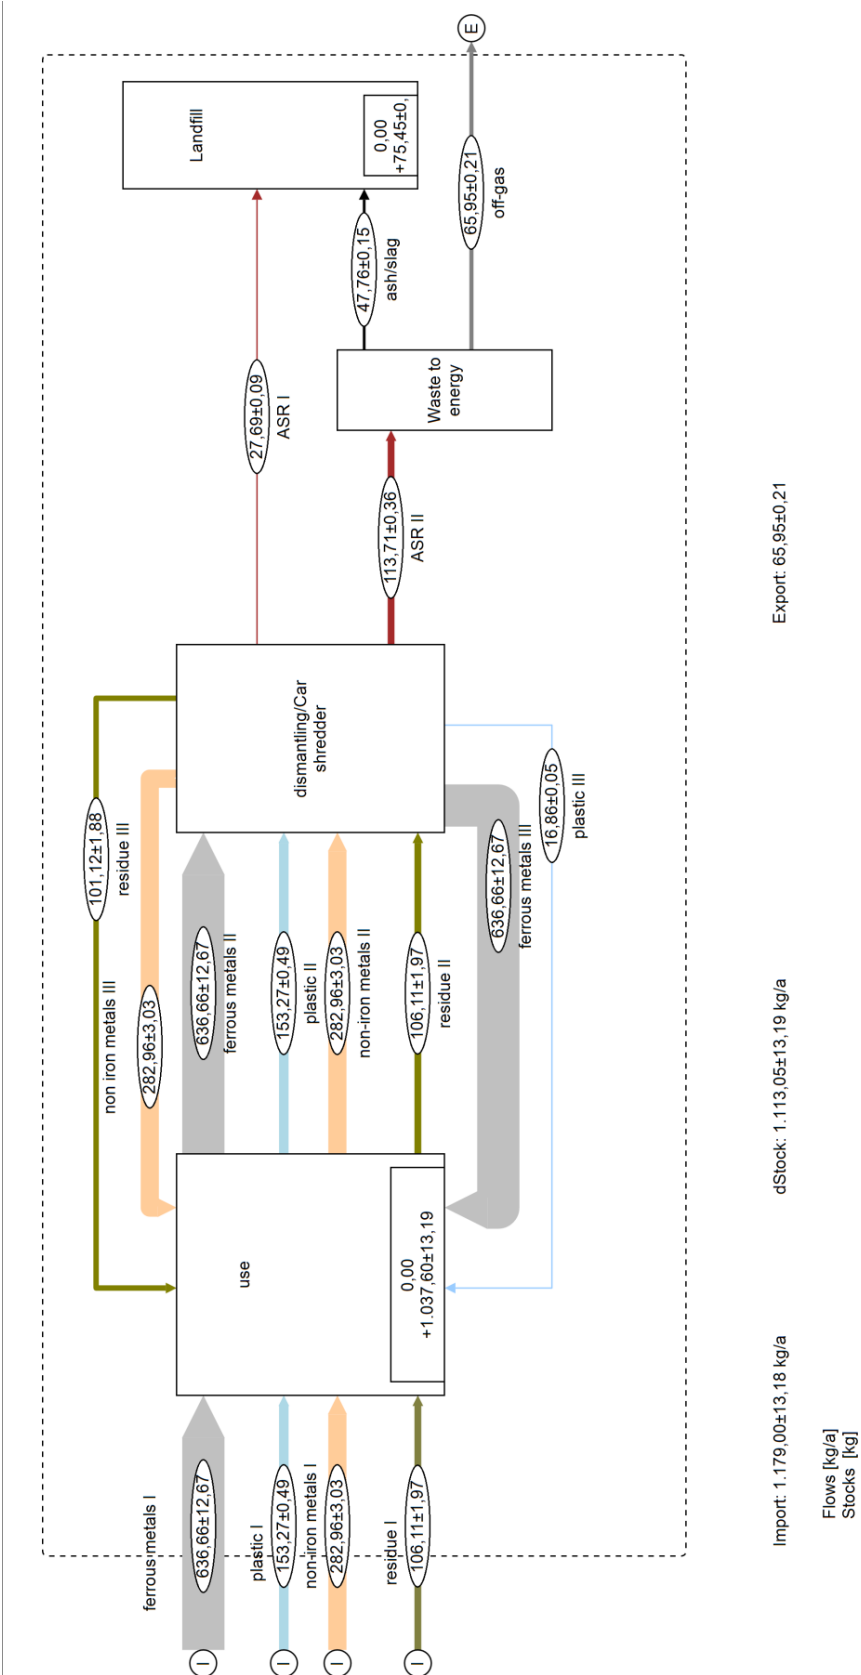 residue III
101,12±1,88
non iron metals III
282,96±3,03
ferrous metals I
I
636,66±12,67
plastic I
I
153,27±0,49
non-iron metals I
I
282,96±3,03
residue I
I
106,11±1,97
use
0,00
+1.037,60±13,19
636,66±12,67
ferrous metals II
153,27±0,49
plastic II
282,96±3,03
non-iron metals II
106,11±1,97
residue II
dismantling/Car
shredder
636,66±12,67
ferrous metals III
16,86±0,05
plastic III
27,69±0,09
ASR I
113,71±0,36
ASR II
Waste to
energy
47,76±0,15
ash/slag
65,95±0,21
off-gas
E
Landfill
0,00
+75,45±0,
Import: 1.179,00±13,18 kg/a
dStock: 1.113,05±13,19 kg/a
Export: 65,95±0,21
Flows [kg/a]
Stocks [kg]